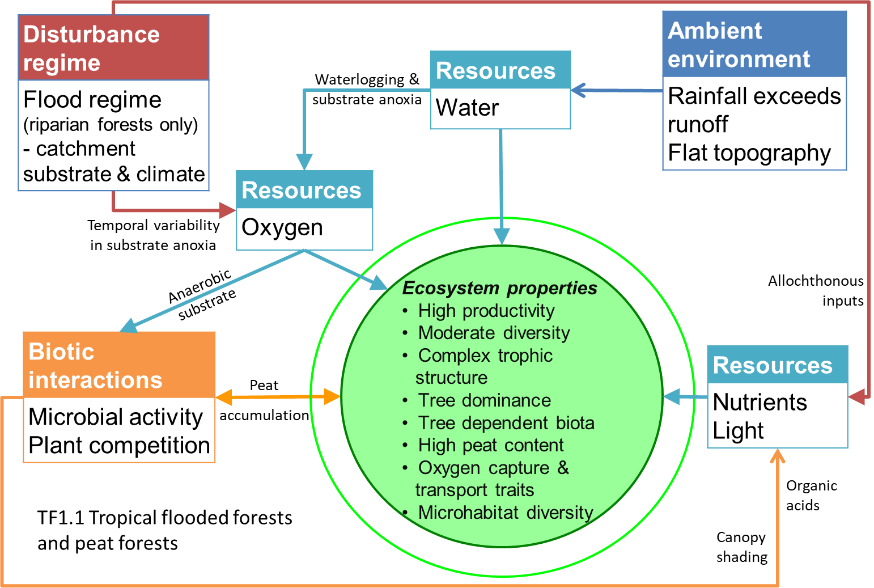 Disturbance
regime
Flood regime
(riparian forests only)
- catchment
substrate & climate
Waterlogging &
substrate anoxia
Resources
Water
Ambient
environment
Rainfall exceeds
runoff
Flat topography
Resources
Oxygen
Temporal variability
in substrate anoxia
Anaerobic
substrate
Allochthonous
inputs
Ecosystem properties
• High productivity
• Moderate diversity
• Complex trophic
structure
• Tree dominance
• Tree dependent biota
• High peat content
• Oxygen capture &
transport traits
• Microhabitat diversity
Biotic
interactions
Microbial activity
Plant competition
Peat
accumulation
Resources
Nutrients
Light
Organic
acids
Canopy
shading
TF1.1 Tropical flooded forests
and peat forests